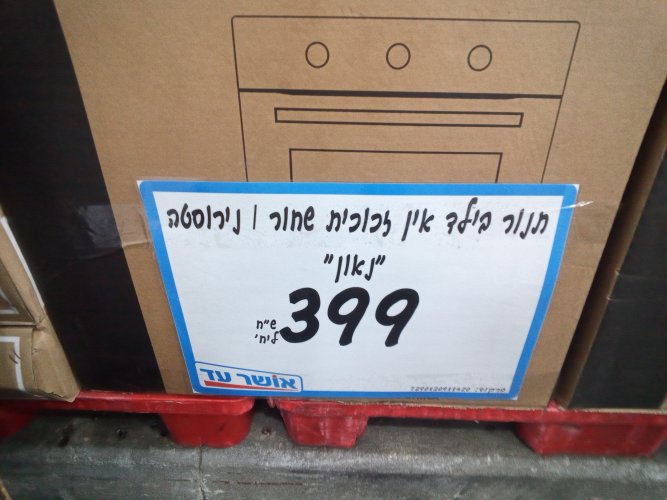 תנור בילד אין זכוכית שחור / נירוסטה
"נאון"
399
ש"ח
ליח'
אושר עד